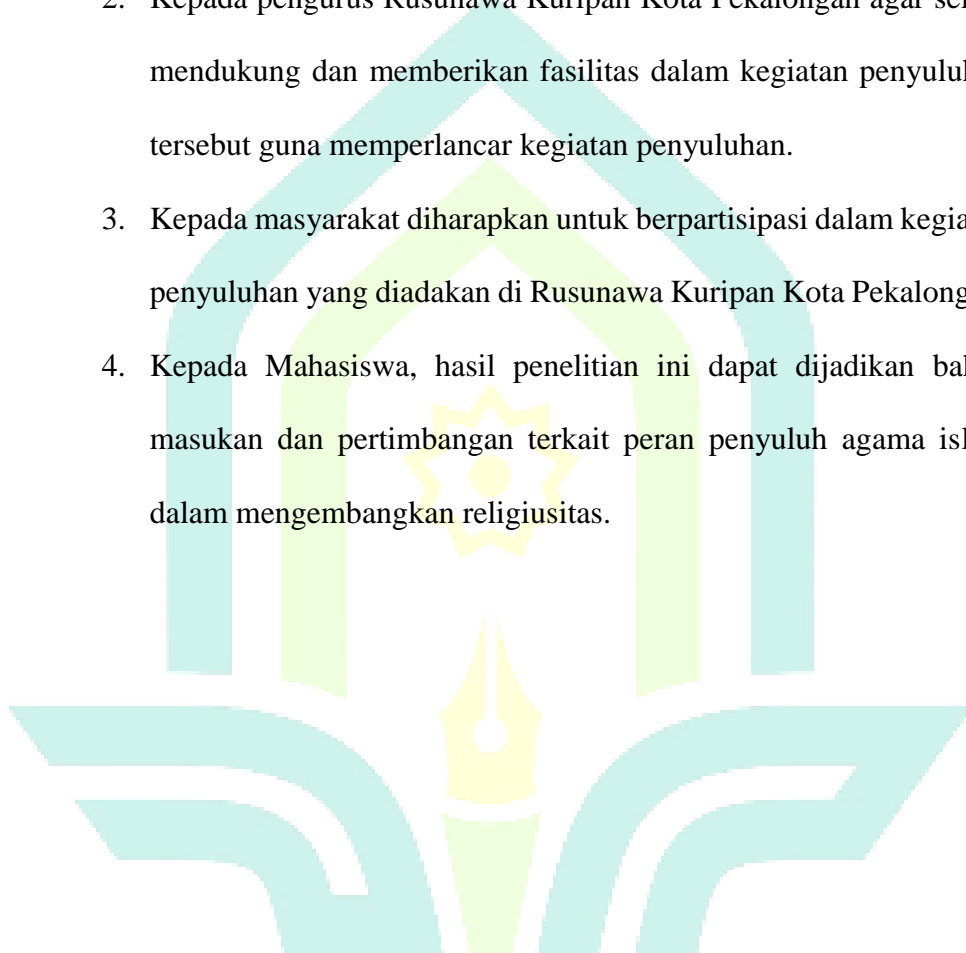 2. Kepada pengurus Rusunawa Kuripan Kota Pekalongan agar
mendukung dan memberikan fasilitas dalam kegiatan
tersebut guna memperlancar kegiatan penyuluhan.
3. Kepada masyarakat diharapkan untuk berpartisipasi dalam
penyuluhan yang diadakan di Rusunawa Kuripan Kota
4. Kepada Mahasiswa, hasil penelitian ini dapat dijadikan
masukan dan pertimbangan terkait peran penyuluh agama
dalam mengembangkan religiusitas.